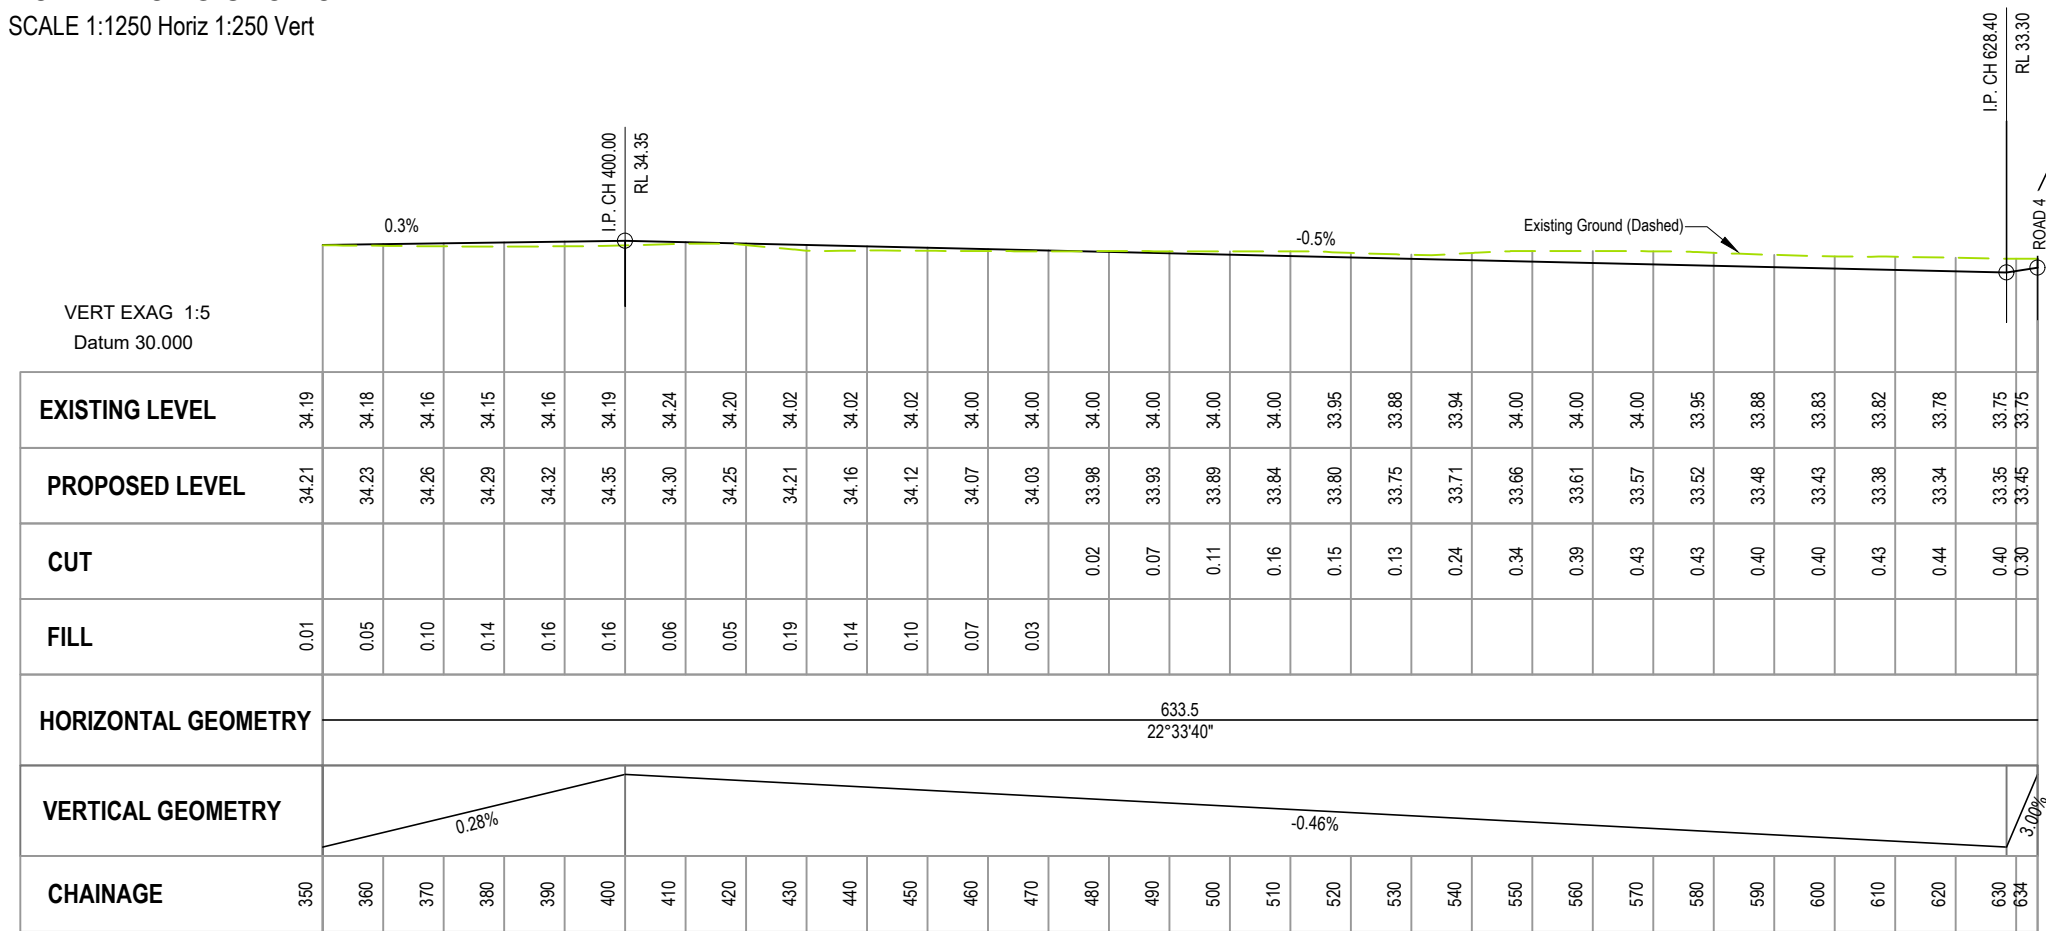 SCALE 1:1250 Horiz 1:250 Vert
I.P. CH 628.40
RL 33.30
I.P. CH 400.00
RL 34.35
ROAD 4
0.3%
-0.5%
Existing Ground (Dashed)
VERT EXAG 1:5
Datum 30.000
EXISTING LEVEL 34.19 34.18 34.16 34.15 34.16 34.19 34.24 34.20 34.02 34.02 34.02 34.00 34.00 34.00 34.00 34.00 34.00 33.95 33.88 33.94 34.00 34.00 34.00 33.95 33.88 33.83 33.82 33.78 33.75 33.75
PROPOSED LEVEL 34.21 34.23 34.26 34.29 34.32 34.35 34.30 34.25 34.21 34.16 34.12 34.07 34.03 33.98 33.93 33.89 33.84 33.80 33.75 33.71 33.66 33.61 33.57 33.52 33.48 33.43 33.38 33.34 33.35 33.45
CUT 0.02 0.07 0.11 0.16 0.15 0.13 0.24 0.34 0.39 0.43 0.43 0.40 0.40 0.43 0.44 0.40 0.30
FILL 0.01 0.05 0.10 0.14 0.16 0.16 0.06 0.05 0.19 0.14 0.10 0.07 0.03
HORIZONTAL GEOMETRY 633.5
22°33'40"
VERTICAL GEOMETRY 0.28% -0.46% 3.00%
CHAINAGE 350 360 370 380 390 400 410 420 430 440 450 460 470 480 490 500 510 520 530 540 550 560 570 580 590 600 610 620 630 634